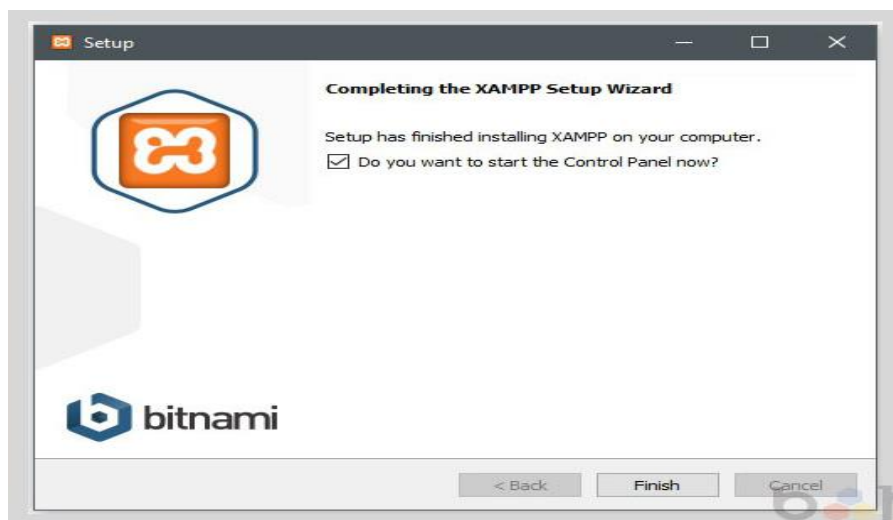 Setup
Completing the XAMPP Setup Wizard
Setup has finished installing XAMPP on your computer.
Do you want to start the Control Panel now?
bitnami
< Back
Finish
Cancel